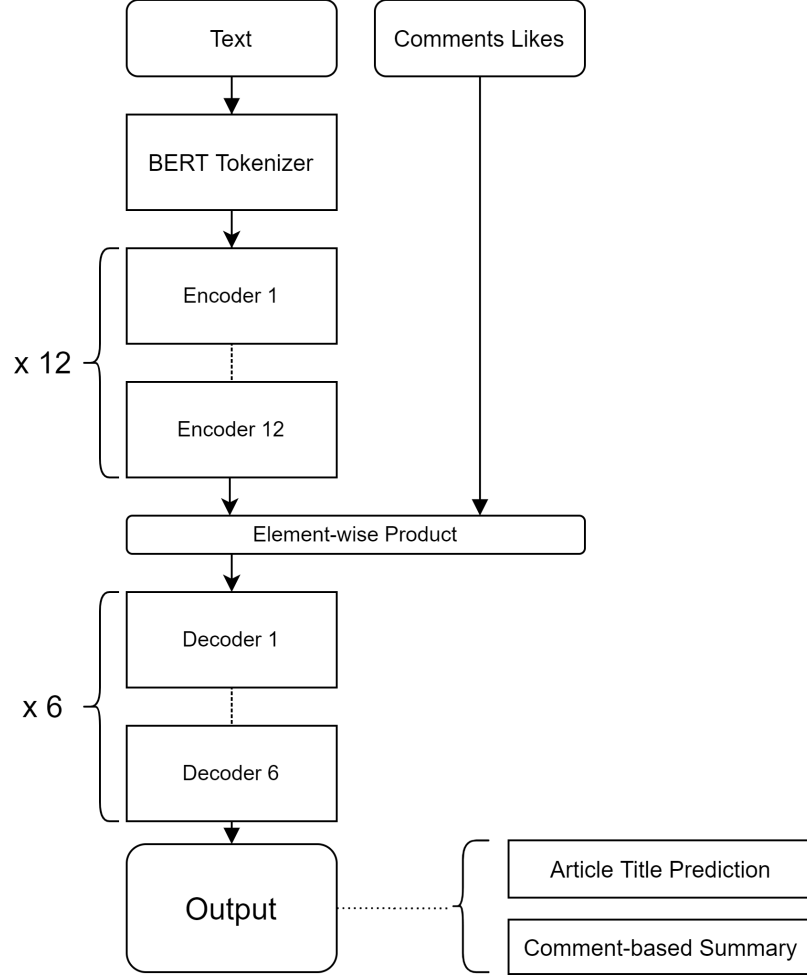 Text
Comments Likes
BERT Tokenizer
Encoder 1
x 12
Encoder 12
Element-wise Product
Decoder 1
x 6
Decoder 6
Output
Article Title Prediction
Comment-based Summary